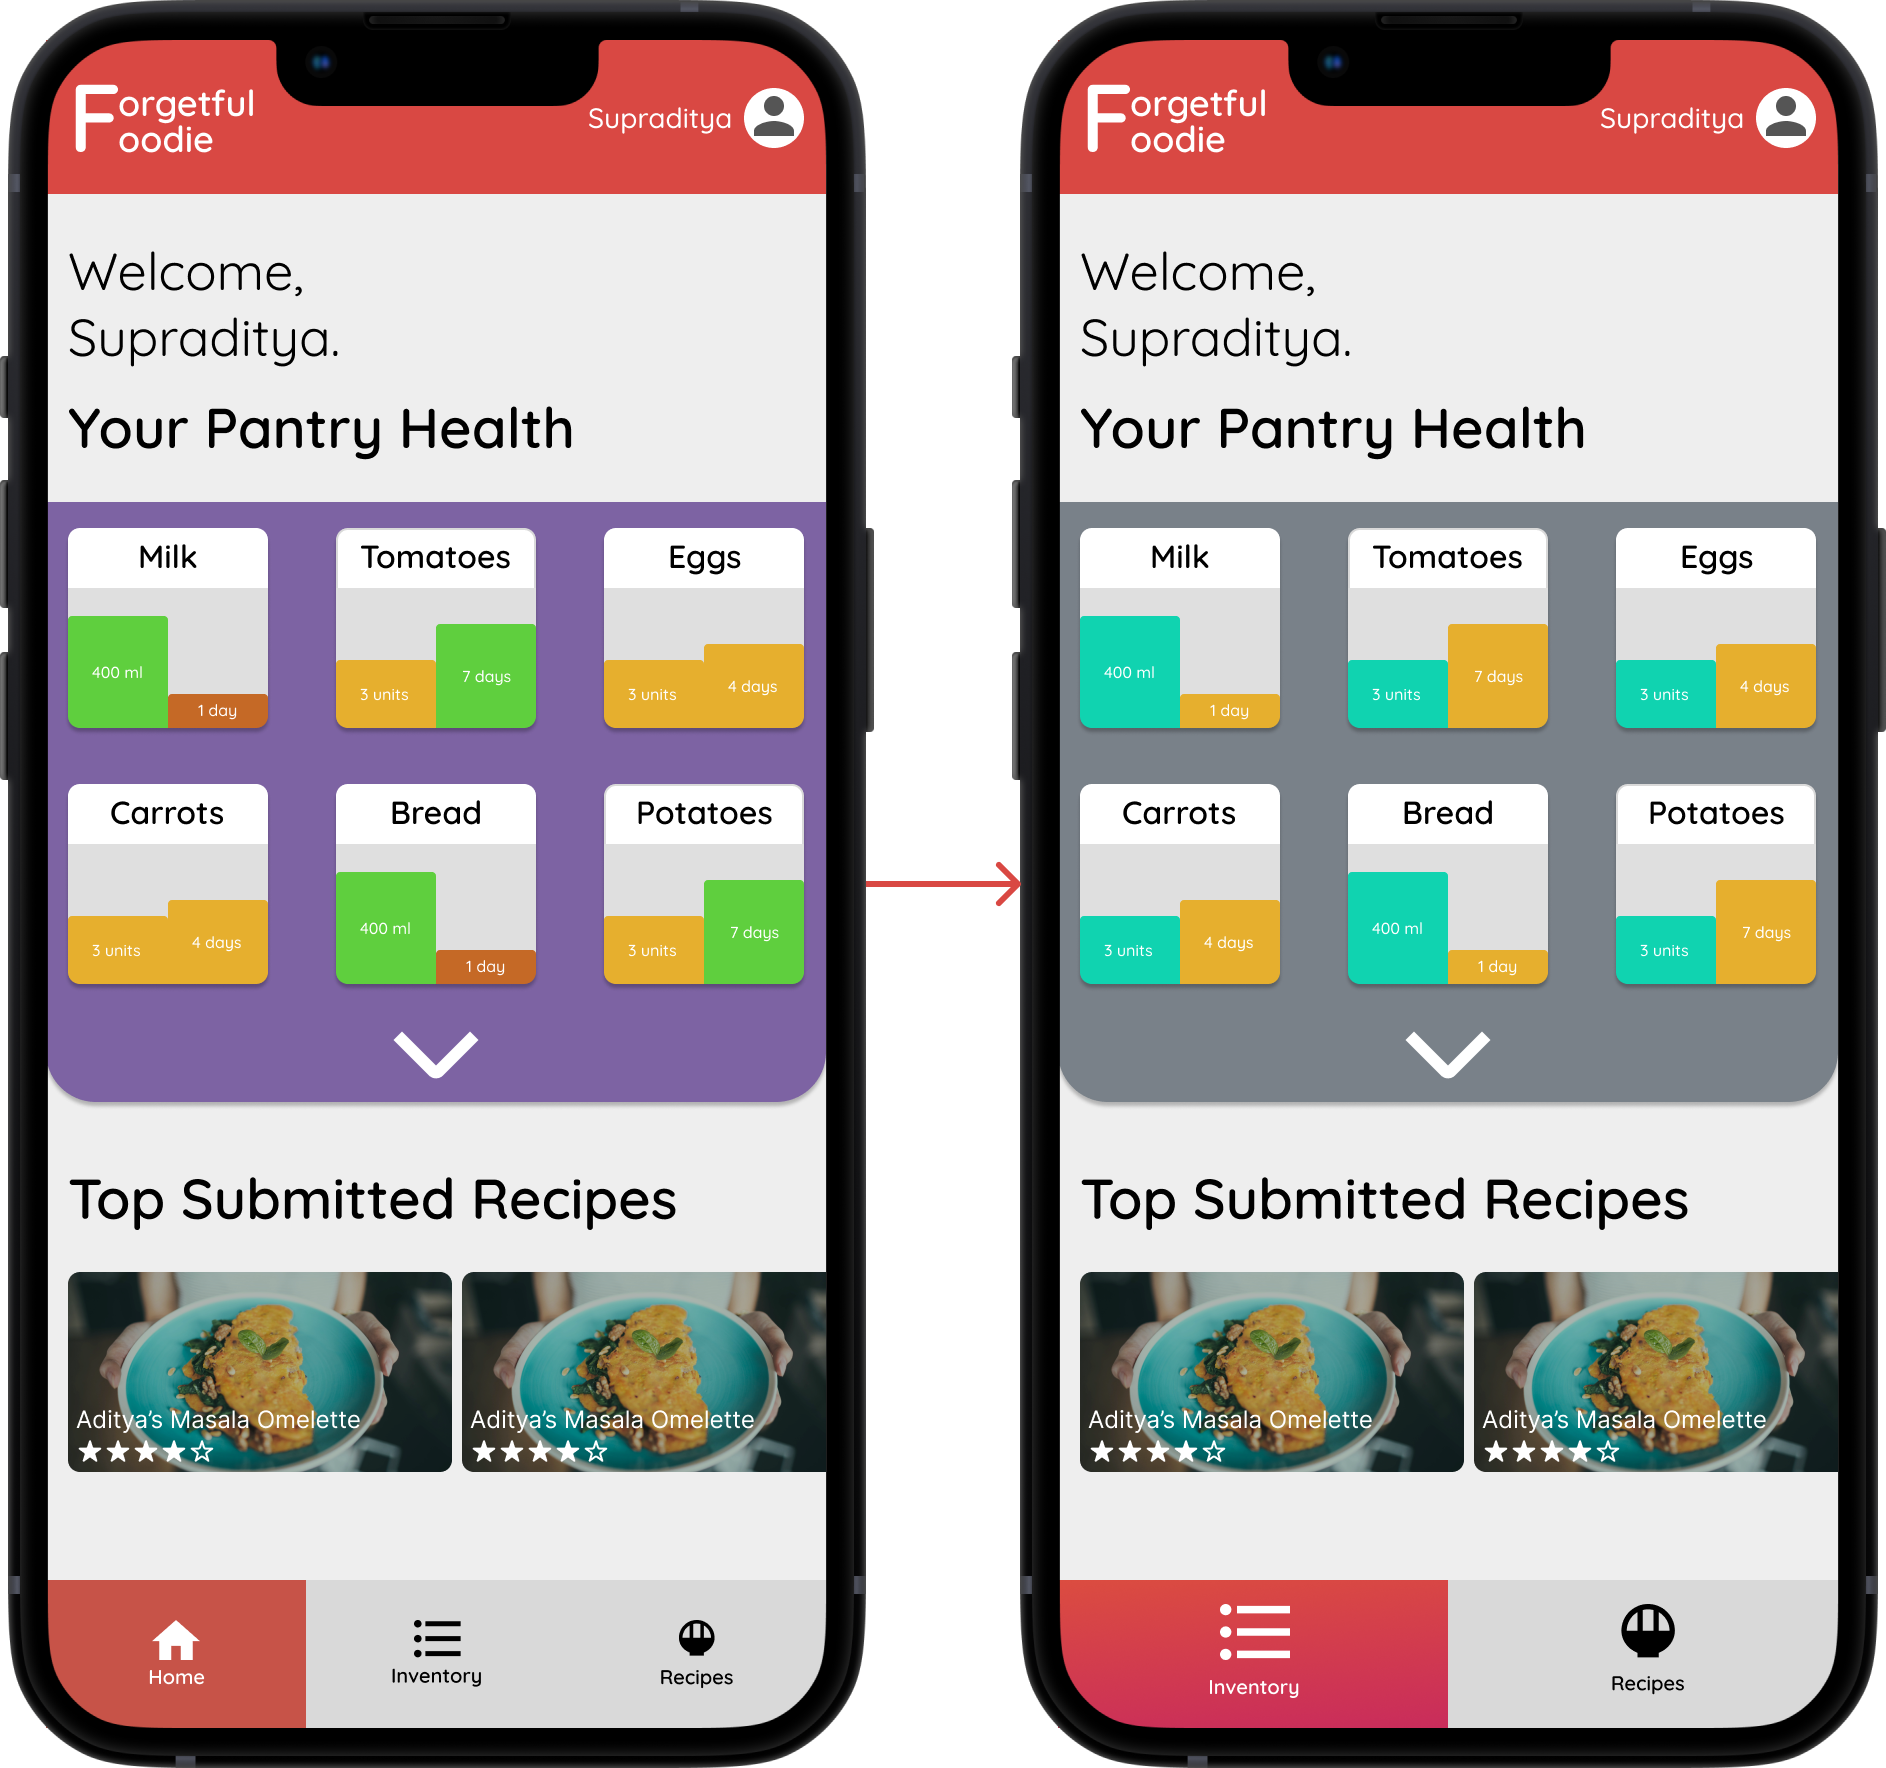 Forgetful
Foodie
Supraditya
Welcome,
Supraditya.
Your Pantry Health
Milk
Tomatoes
Eggs
400 ml
1 day
3 units
7 days
3 units
4 days
Carrots
Bread
Potatoes
3 units
4 days
400 ml
1 day
3 units
7 days
Top Submitted Recipes
Aditya’s Masala Omelette
Aditya’s Masala Omelette
Home
Inventory
Recipes
Forgetful
Foodie
Supraditya
Welcome,
Supraditya.
Your Pantry Health
Milk
Tomatoes
Eggs
400 ml
1 day
3 units
7 days
3 units
4 days
Carrots
Bread
Potatoes
3 units
4 days
400 ml
1 day
3 units
7 days
Top Submitted Recipes
Aditya’s Masala Omelette
Aditya’s Masala Omelette
Inventory
Recipes